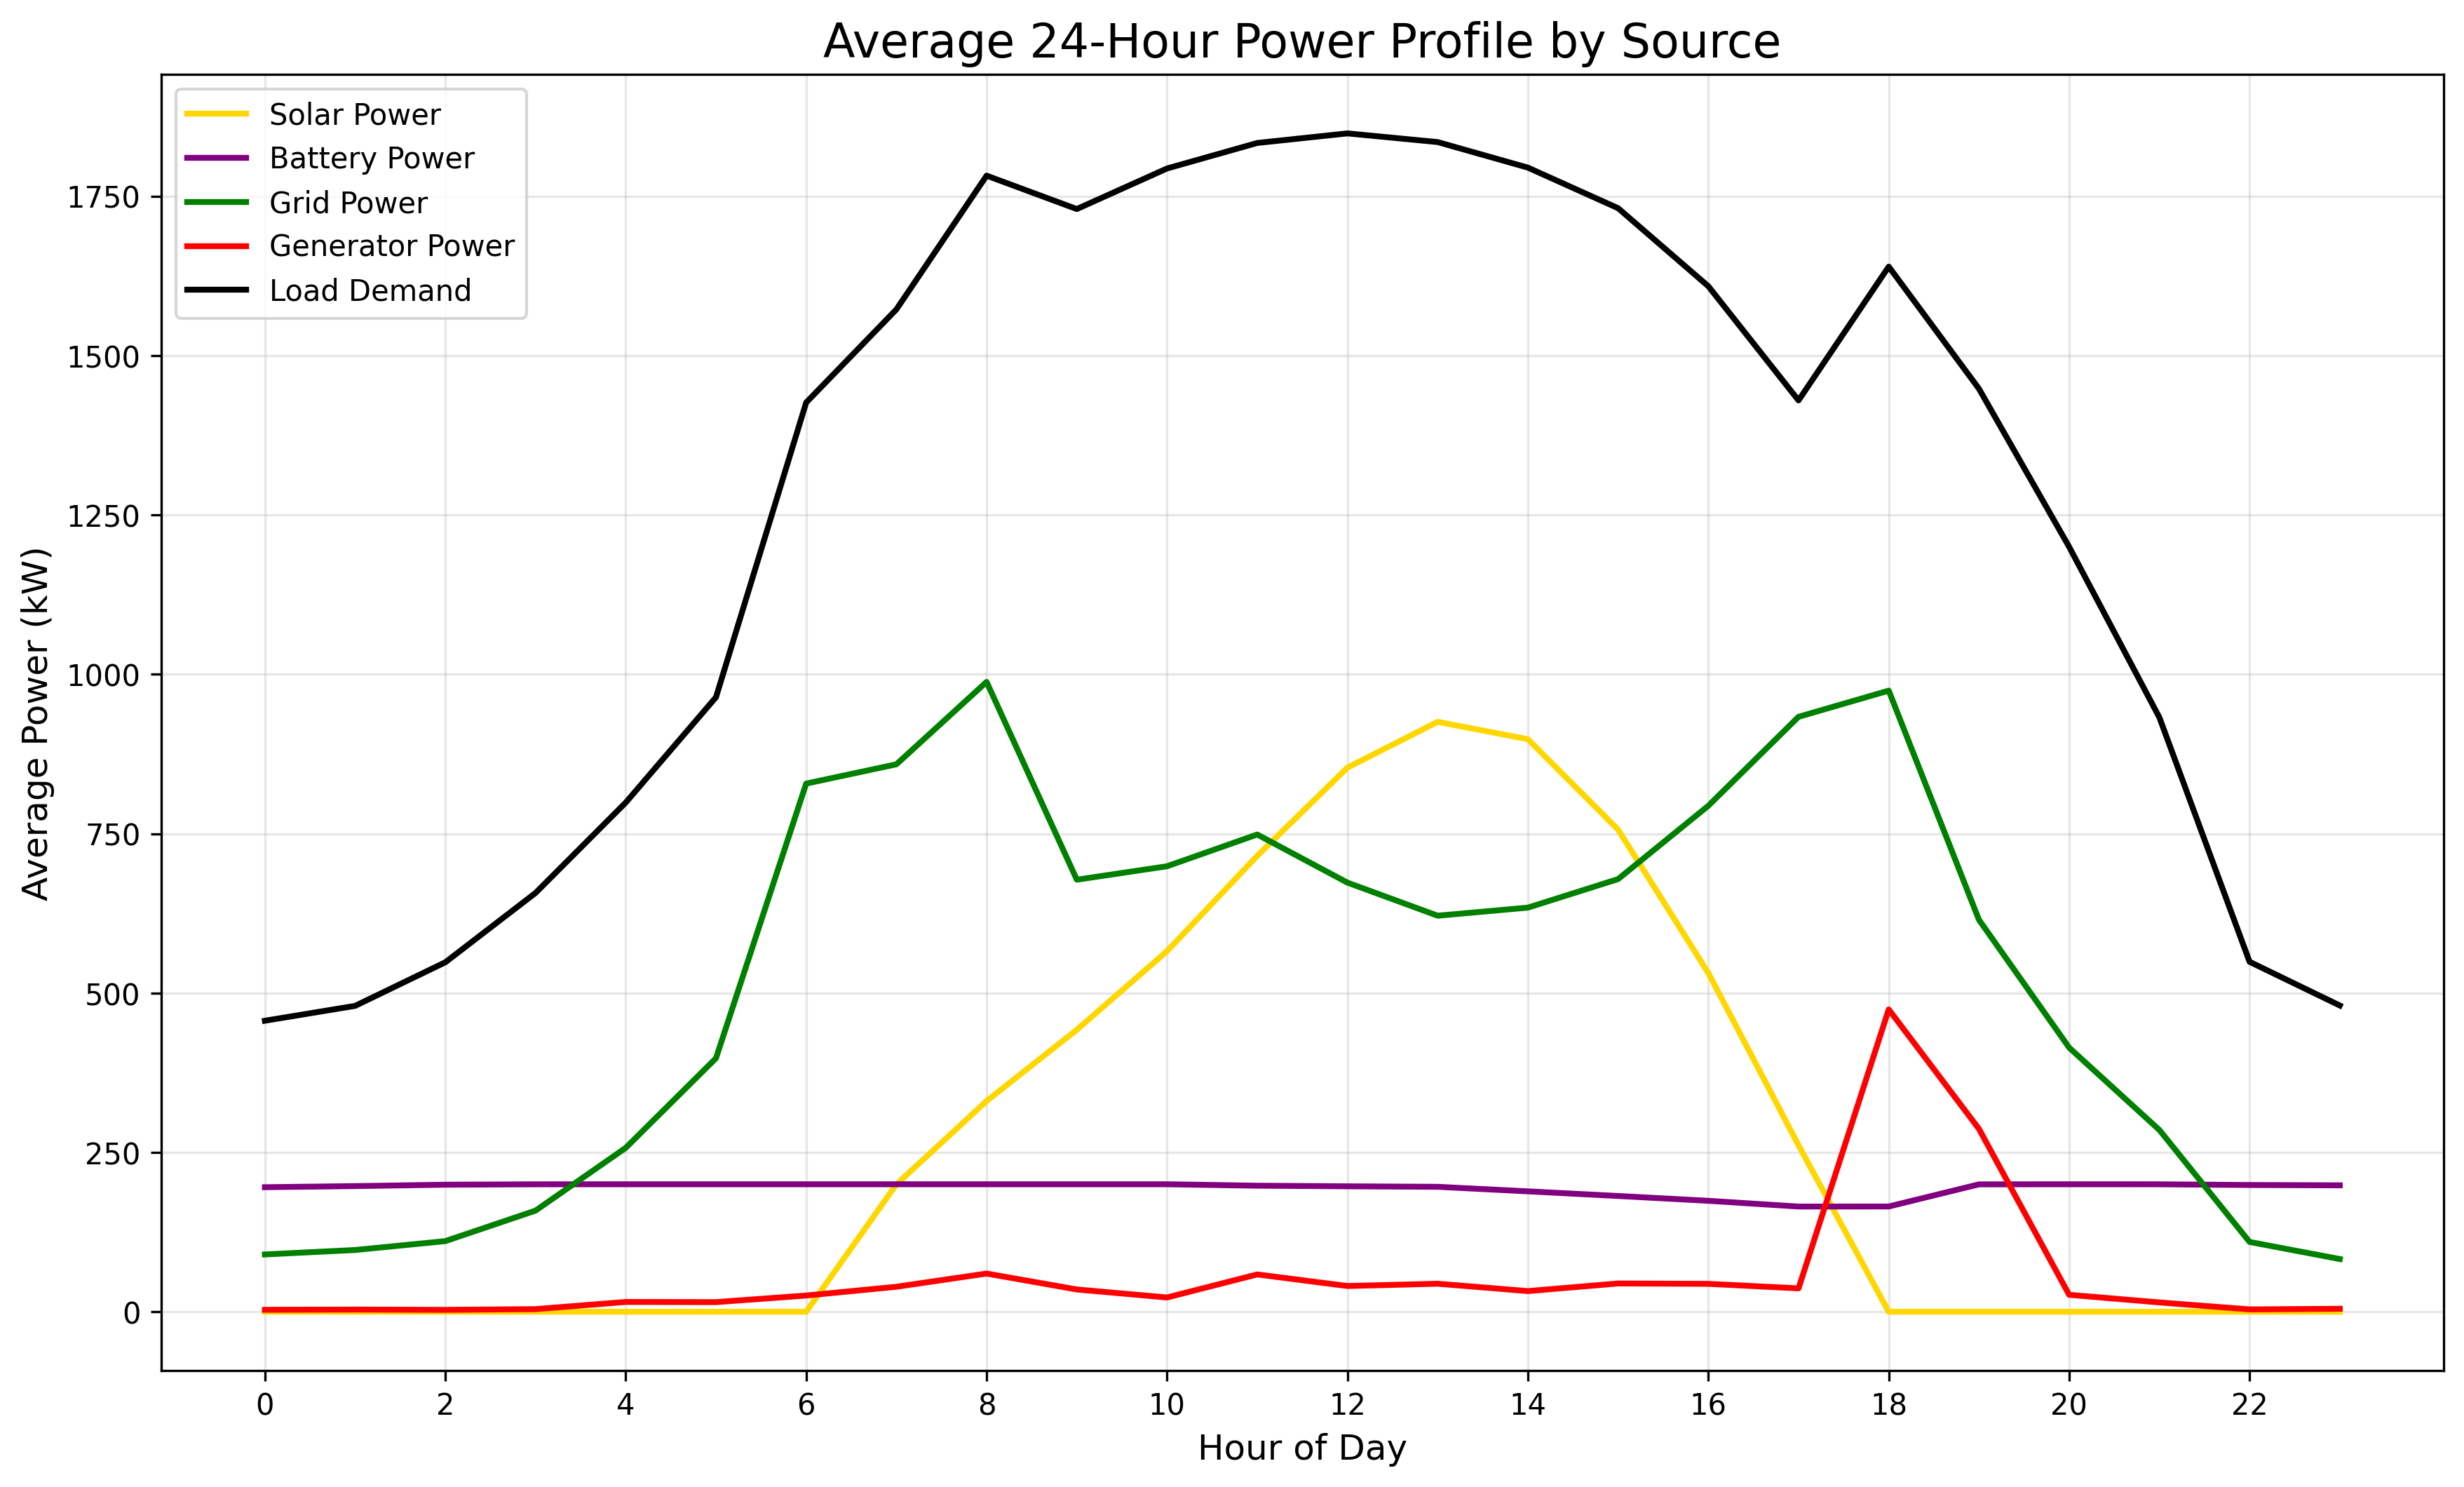 Average 24-Hour Power Profile by Source
Solar Power
Battery Power
Grid Power
Generator Power
Load Demand
Average Power (kW)
1750
1500
1250
1000
750
500
250
0
0 2 4 6 8 10 12 14 16 18 20 22
Hour of Day